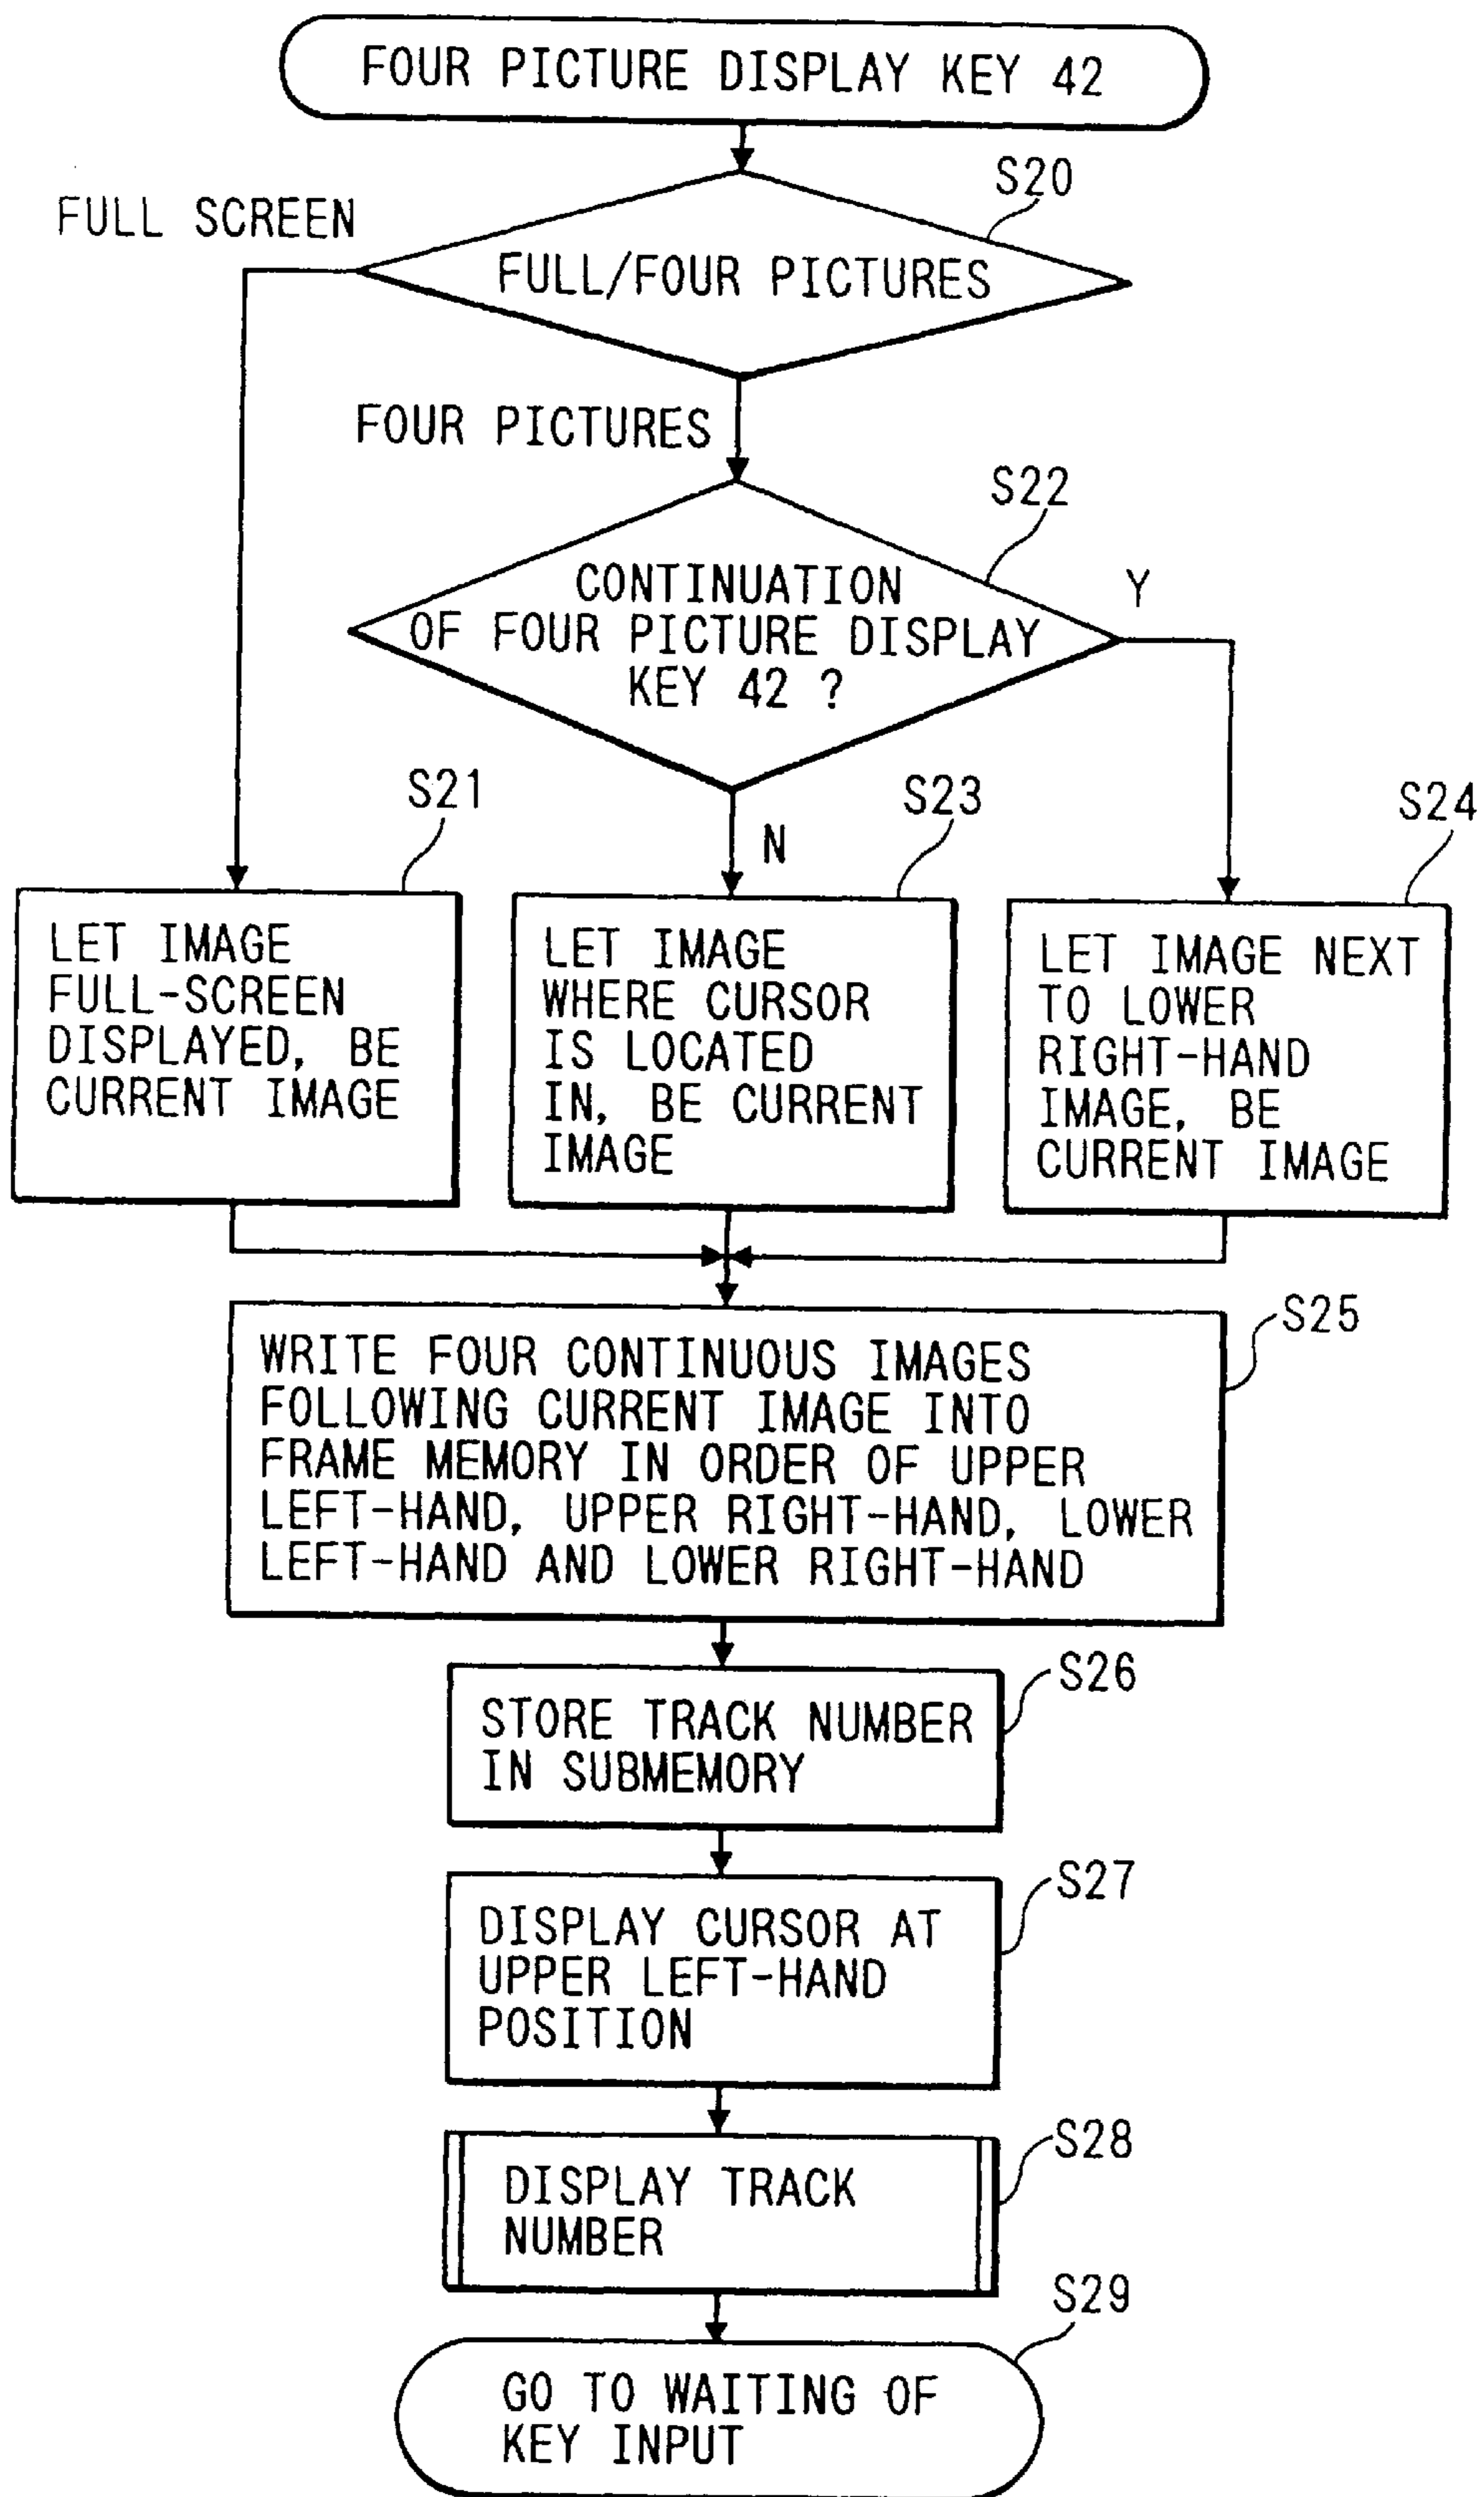 FOUR PICTURE DISPLAY KEY 42
S20
FULL SCREEN
FULL/FOUR PICTURES
FOUR PICTURES
S22
CONTINUATION
OF FOUR PICTURE DISPLAY
KEY 42 ?
Y
N
S21
LET IMAGE
FULL-SCREEN
DISPLAYED, BE
CURRENT IMAGE
S23
LET IMAGE
WHERE CURSOR
IS LOCATED
IN, BE CURRENT
IMAGE
S24
LET IMAGE NEXT
TO LOWER
RIGHT-HAND
IMAGE, BE
CURRENT IMAGE
S25
WRITE FOUR CONTINUOUS IMAGES
FOLLOWING CURRENT IMAGE INTO
FRAME MEMORY IN ORDER OF UPPER
LEFT-HAND, UPPER RIGHT-HAND, LOWER
LEFT-HAND AND LOWER RIGHT-HAND
S26
STORE TRACK NUMBER
IN SUBMEMORY
S27
DISPLAY CURSOR AT
UPPER LEFT-HAND
POSITION
S28
DISPLAY TRACK
NUMBER
S29
GO TO WAITING OF
KEY INPUT